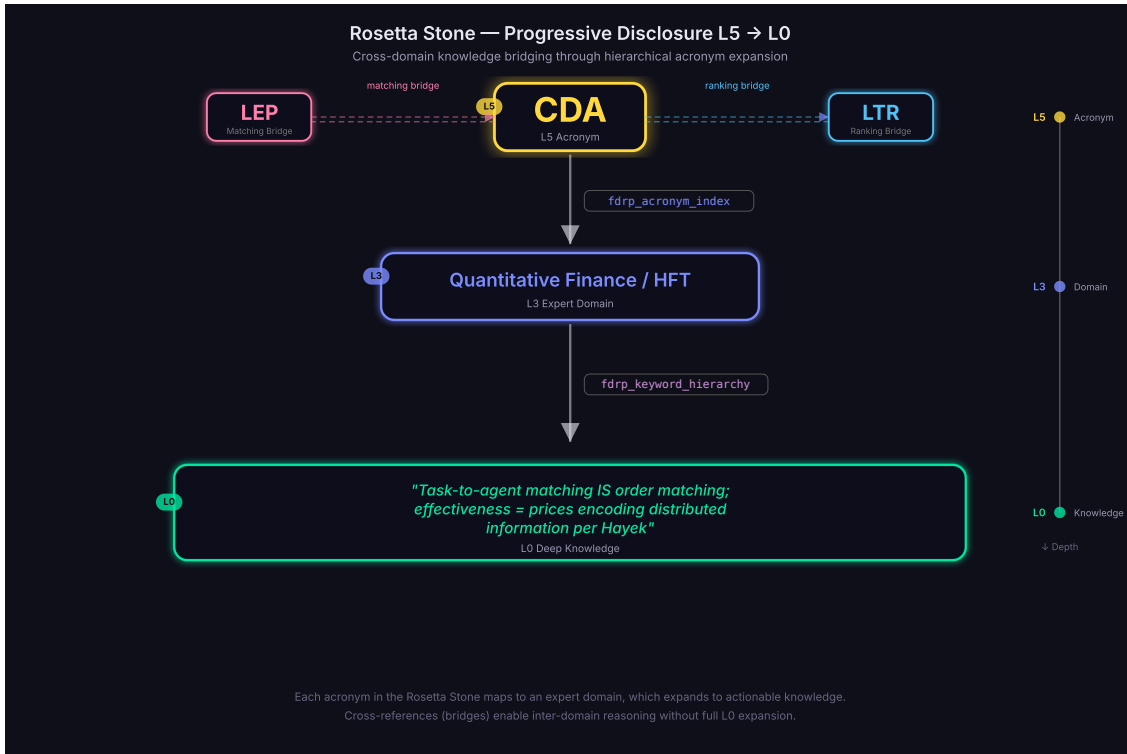 Rosetta Stone — Progressive Disclosure L5 → L0
Cross-domain knowledge bridging through hierarchical acronym expansion
matching bridge
ranking bridge
LEP
Matching Bridge
L5
CDA
L5 Acronym
LTR
Ranking Bridge
L5 Acronym
fdrp_acronym_index
L3
Quantitative Finance / HFT
L3 Expert Domain
L3 Domain
fdrp_keyword_hierarchy
L0
"Task-to-agent matching IS order matching;
effectiveness = prices encoding distributed
information per Hayek"
L0 Deep Knowledge
L0 Knowledge
↓ Depth
Each acronym in the Rosetta Stone maps to an expert domain, which expands to actionable knowledge.
Cross-references (bridges) enable inter-domain reasoning without full L0 expansion.